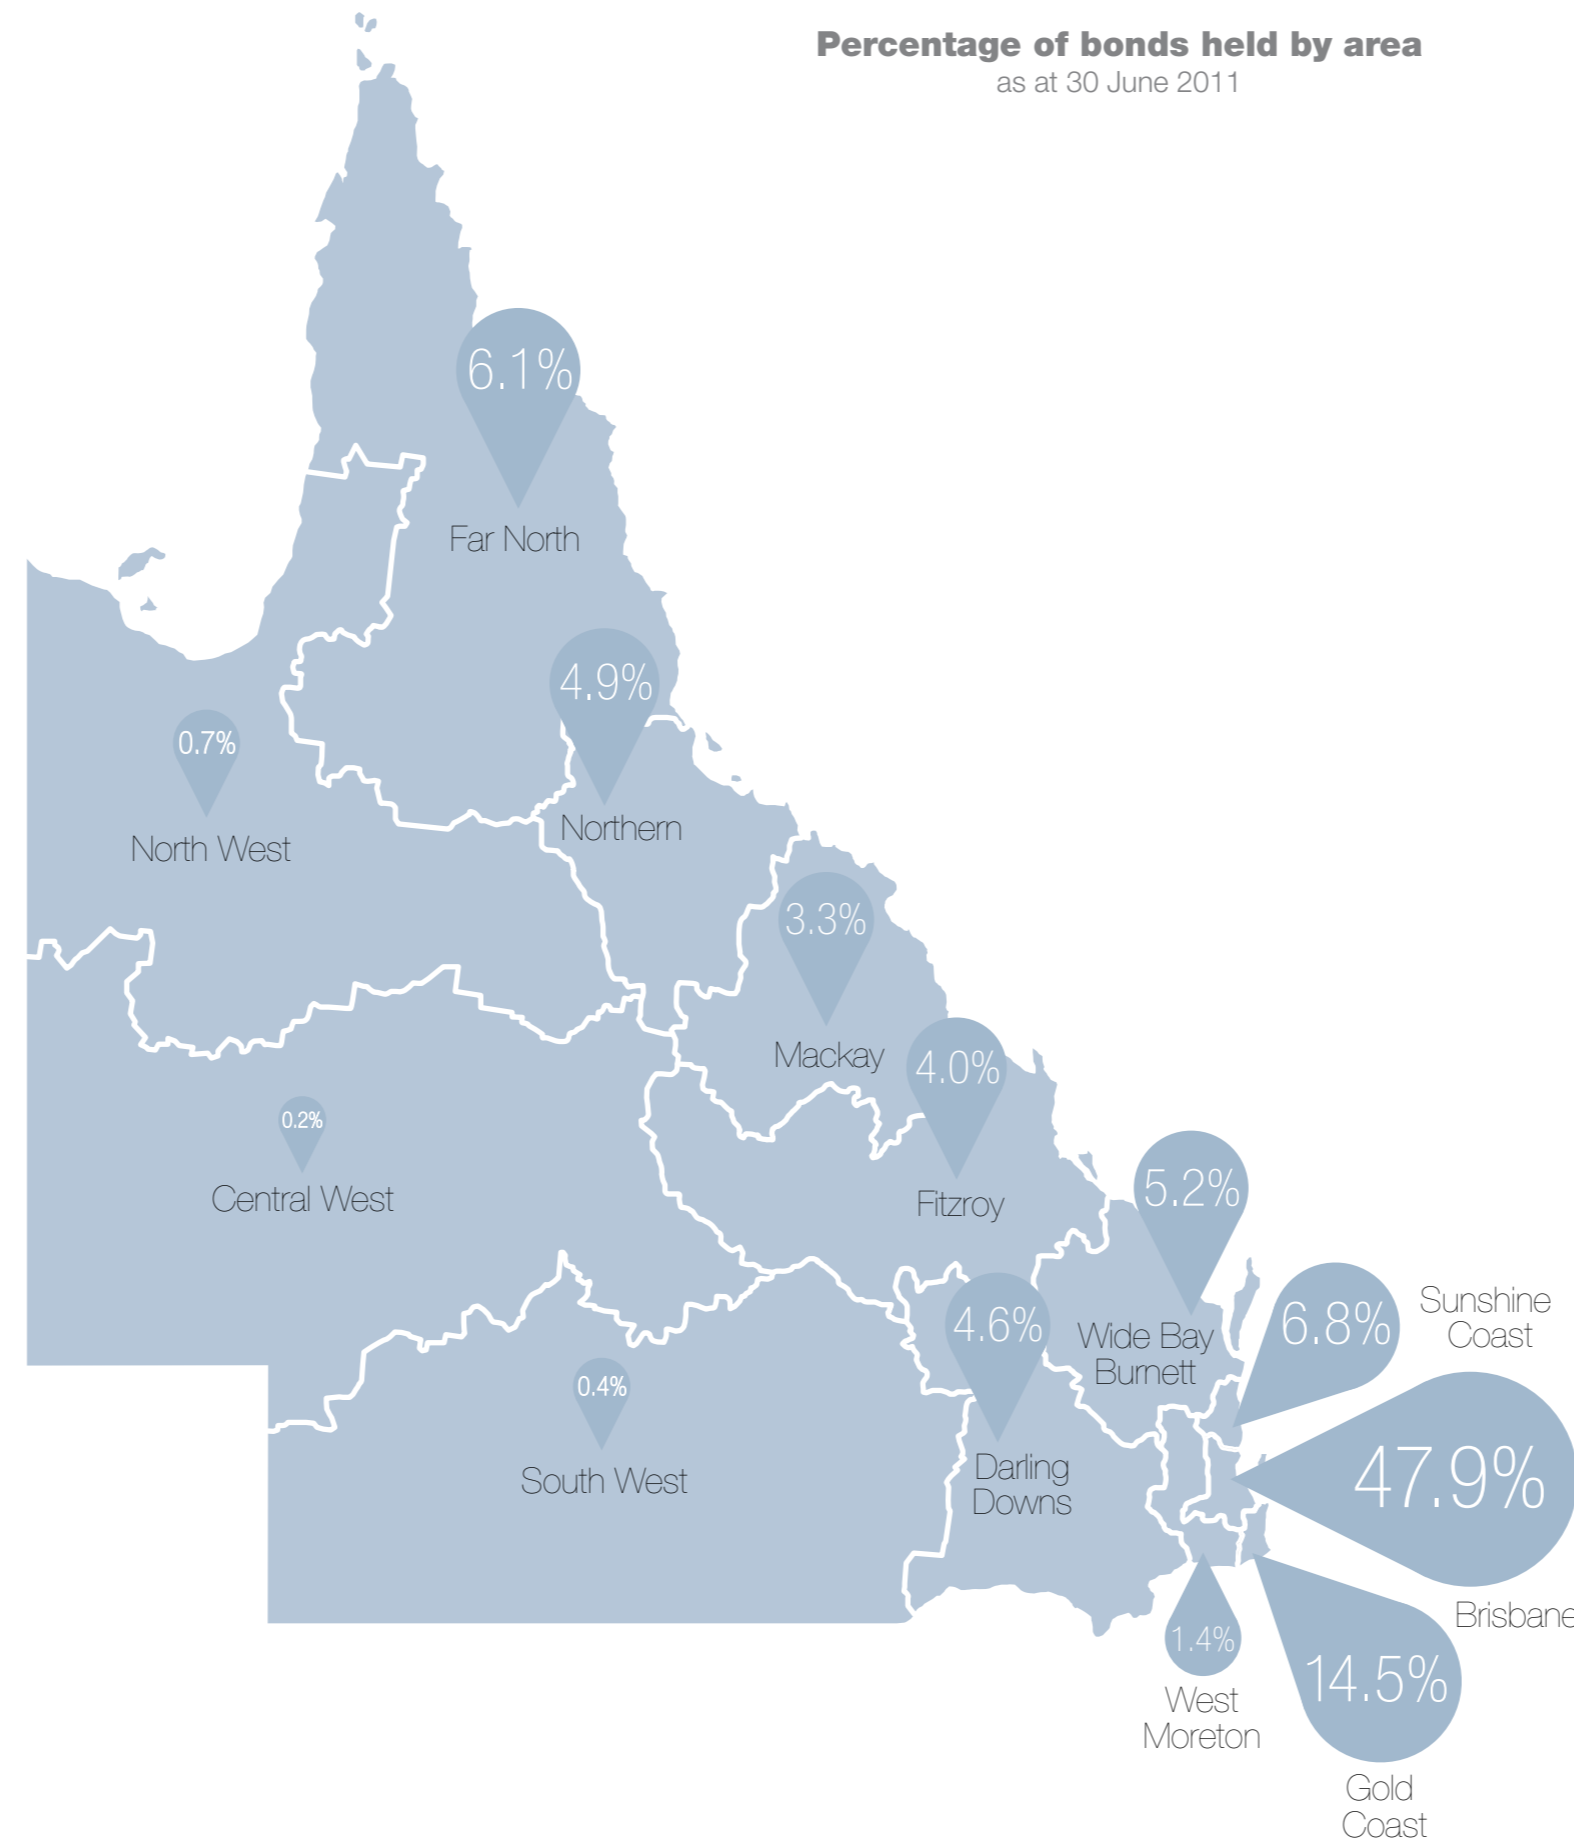 Percentage of bonds held by area
as at 30 June 2011
6.1%
Far North
4.9%
Northern
0.7%
North West
3.3%
Mackay
4.0%
Fitzroy
0.2%
Central West
5.2%
Wide Bay
Burnett
6.8%
Sunshine
Coast
4.6%
Darling
Downs
0.4%
South West
47.9%
Brisbane
1.4%
West
Moreton
14.5%
Gold
Coast